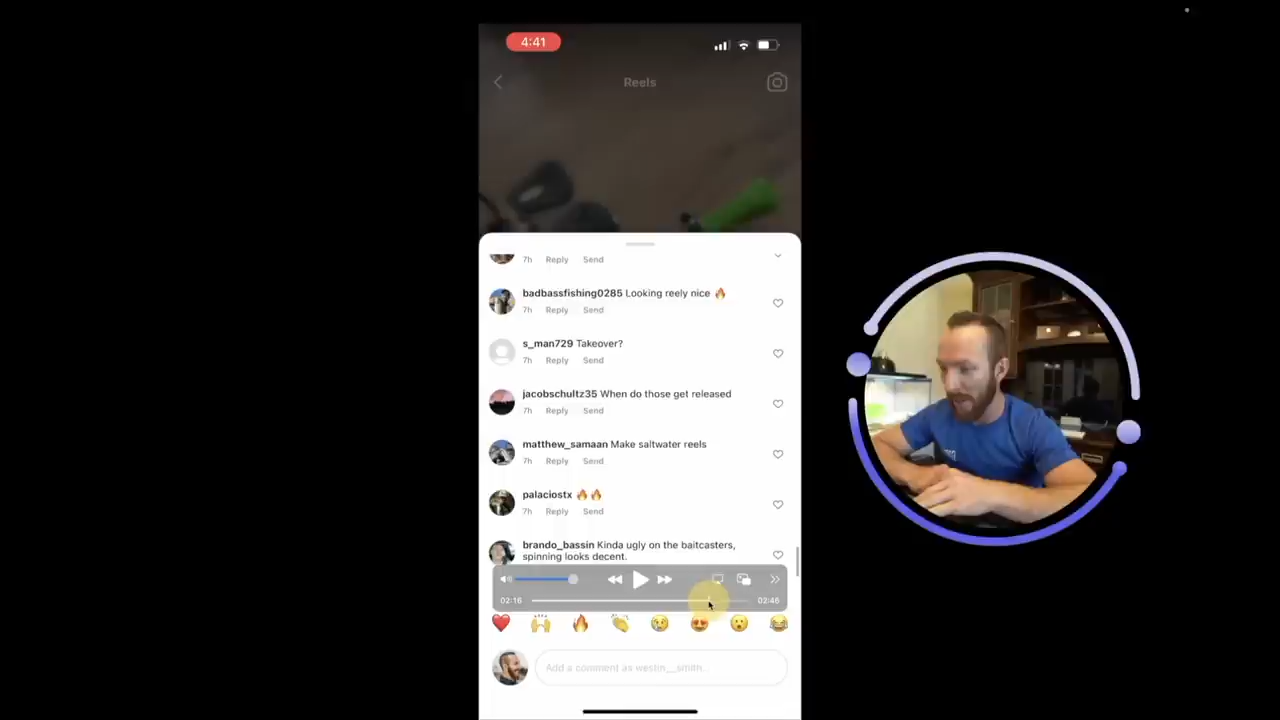 4:41
Reels
7h Reply Send
badbassfishing0285 Looking reely nice 🔥
7h Reply Send
s_man729 Takeover?
7h Reply Send
jacobschultz35 When do those get released
7h Reply Send
matthew_samaan Make saltwater reels
7h Reply Send
palaciostx 🔥🔥
7h Reply Send
brando_bassin Kinda ugly on the baitcasters,
spinning looks decent.
02:16 02:46
❤️ 🙌 🔥 👏 😢 😍 😮 😂
Add a comment as westin__smith...